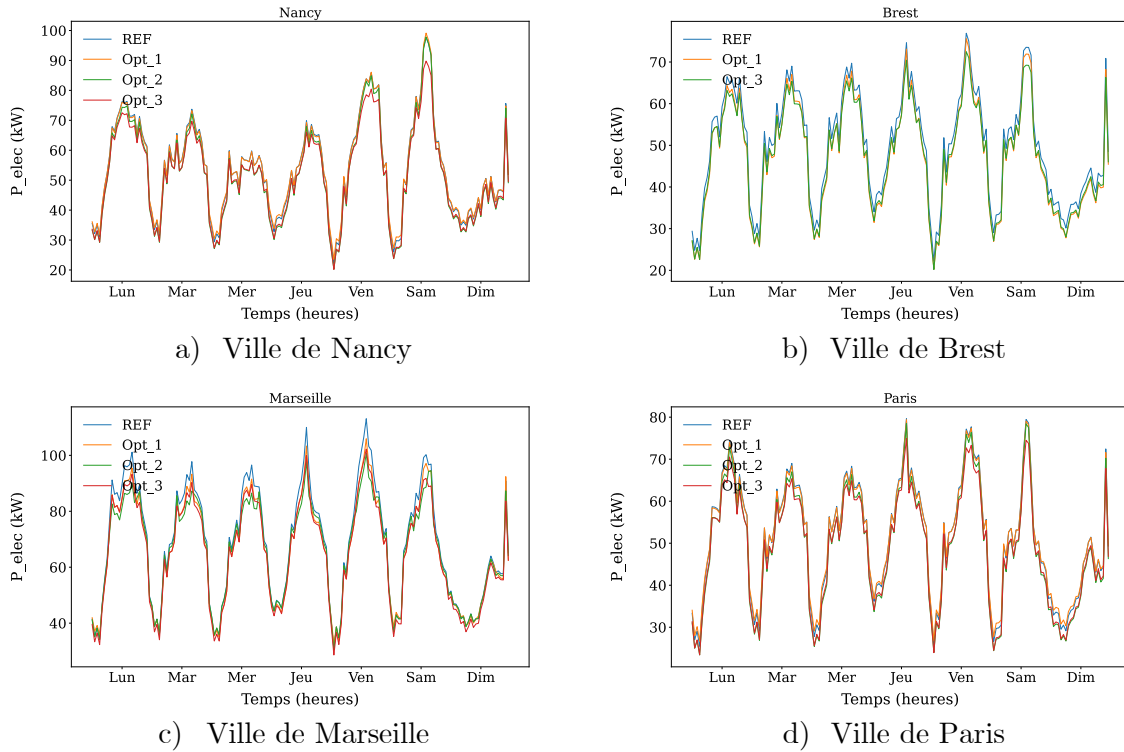 Nancy
P_elec (kW)
100
90
80
70
60
50
40
30
20
REF
Opt_1
Opt_2
Opt_3
Lun Mar Mer Jeu Ven Sam Dim
Temps (heures)
a) Ville de Nancy
Brest
P_elec (kW)
70
60
50
40
30
20
REF
Opt_1
Opt_3
Lun Mar Mer Jeu Ven Sam Dim
Temps (heures)
b) Ville de Brest
Marseille
P_elec (kW)
100
80
60
40
REF
Opt_1
Opt_2
Opt_3
Lun Mar Mer Jeu Ven Sam Dim
Temps (heures)
c) Ville de Marseille
Paris
P_elec (kW)
80
70
60
50
40
30
REF
Opt_1
Opt_2
Opt_3
Lun Mar Mer Jeu Ven Sam Dim
Temps (heures)
d) Ville de Paris